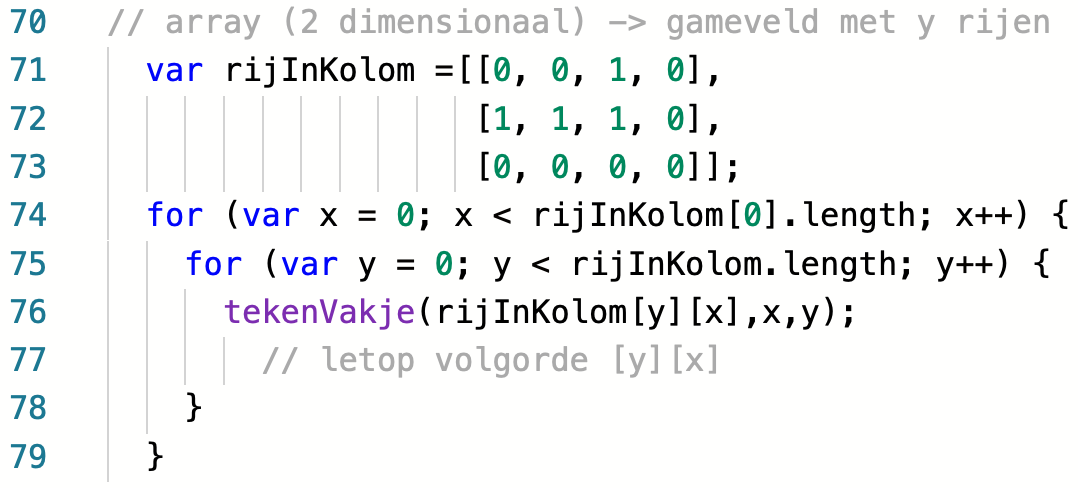 70 // array (2 dimensionaal) -> gameveld met y rijen
71 var rijInKolom =[[0, 0, 1, 0],
72 [1, 1, 1, 0],
73 [0, 0, 0, 0]];
74 for (var x = 0; x < rijInKolom[0].length; x++) {
75 for (var y = 0; y < rijInKolom.length; y++) {
76 tekenVakje(rijInKolom[y][x],x,y);
77 // letop volgorde [y][x]
78 }
79 }